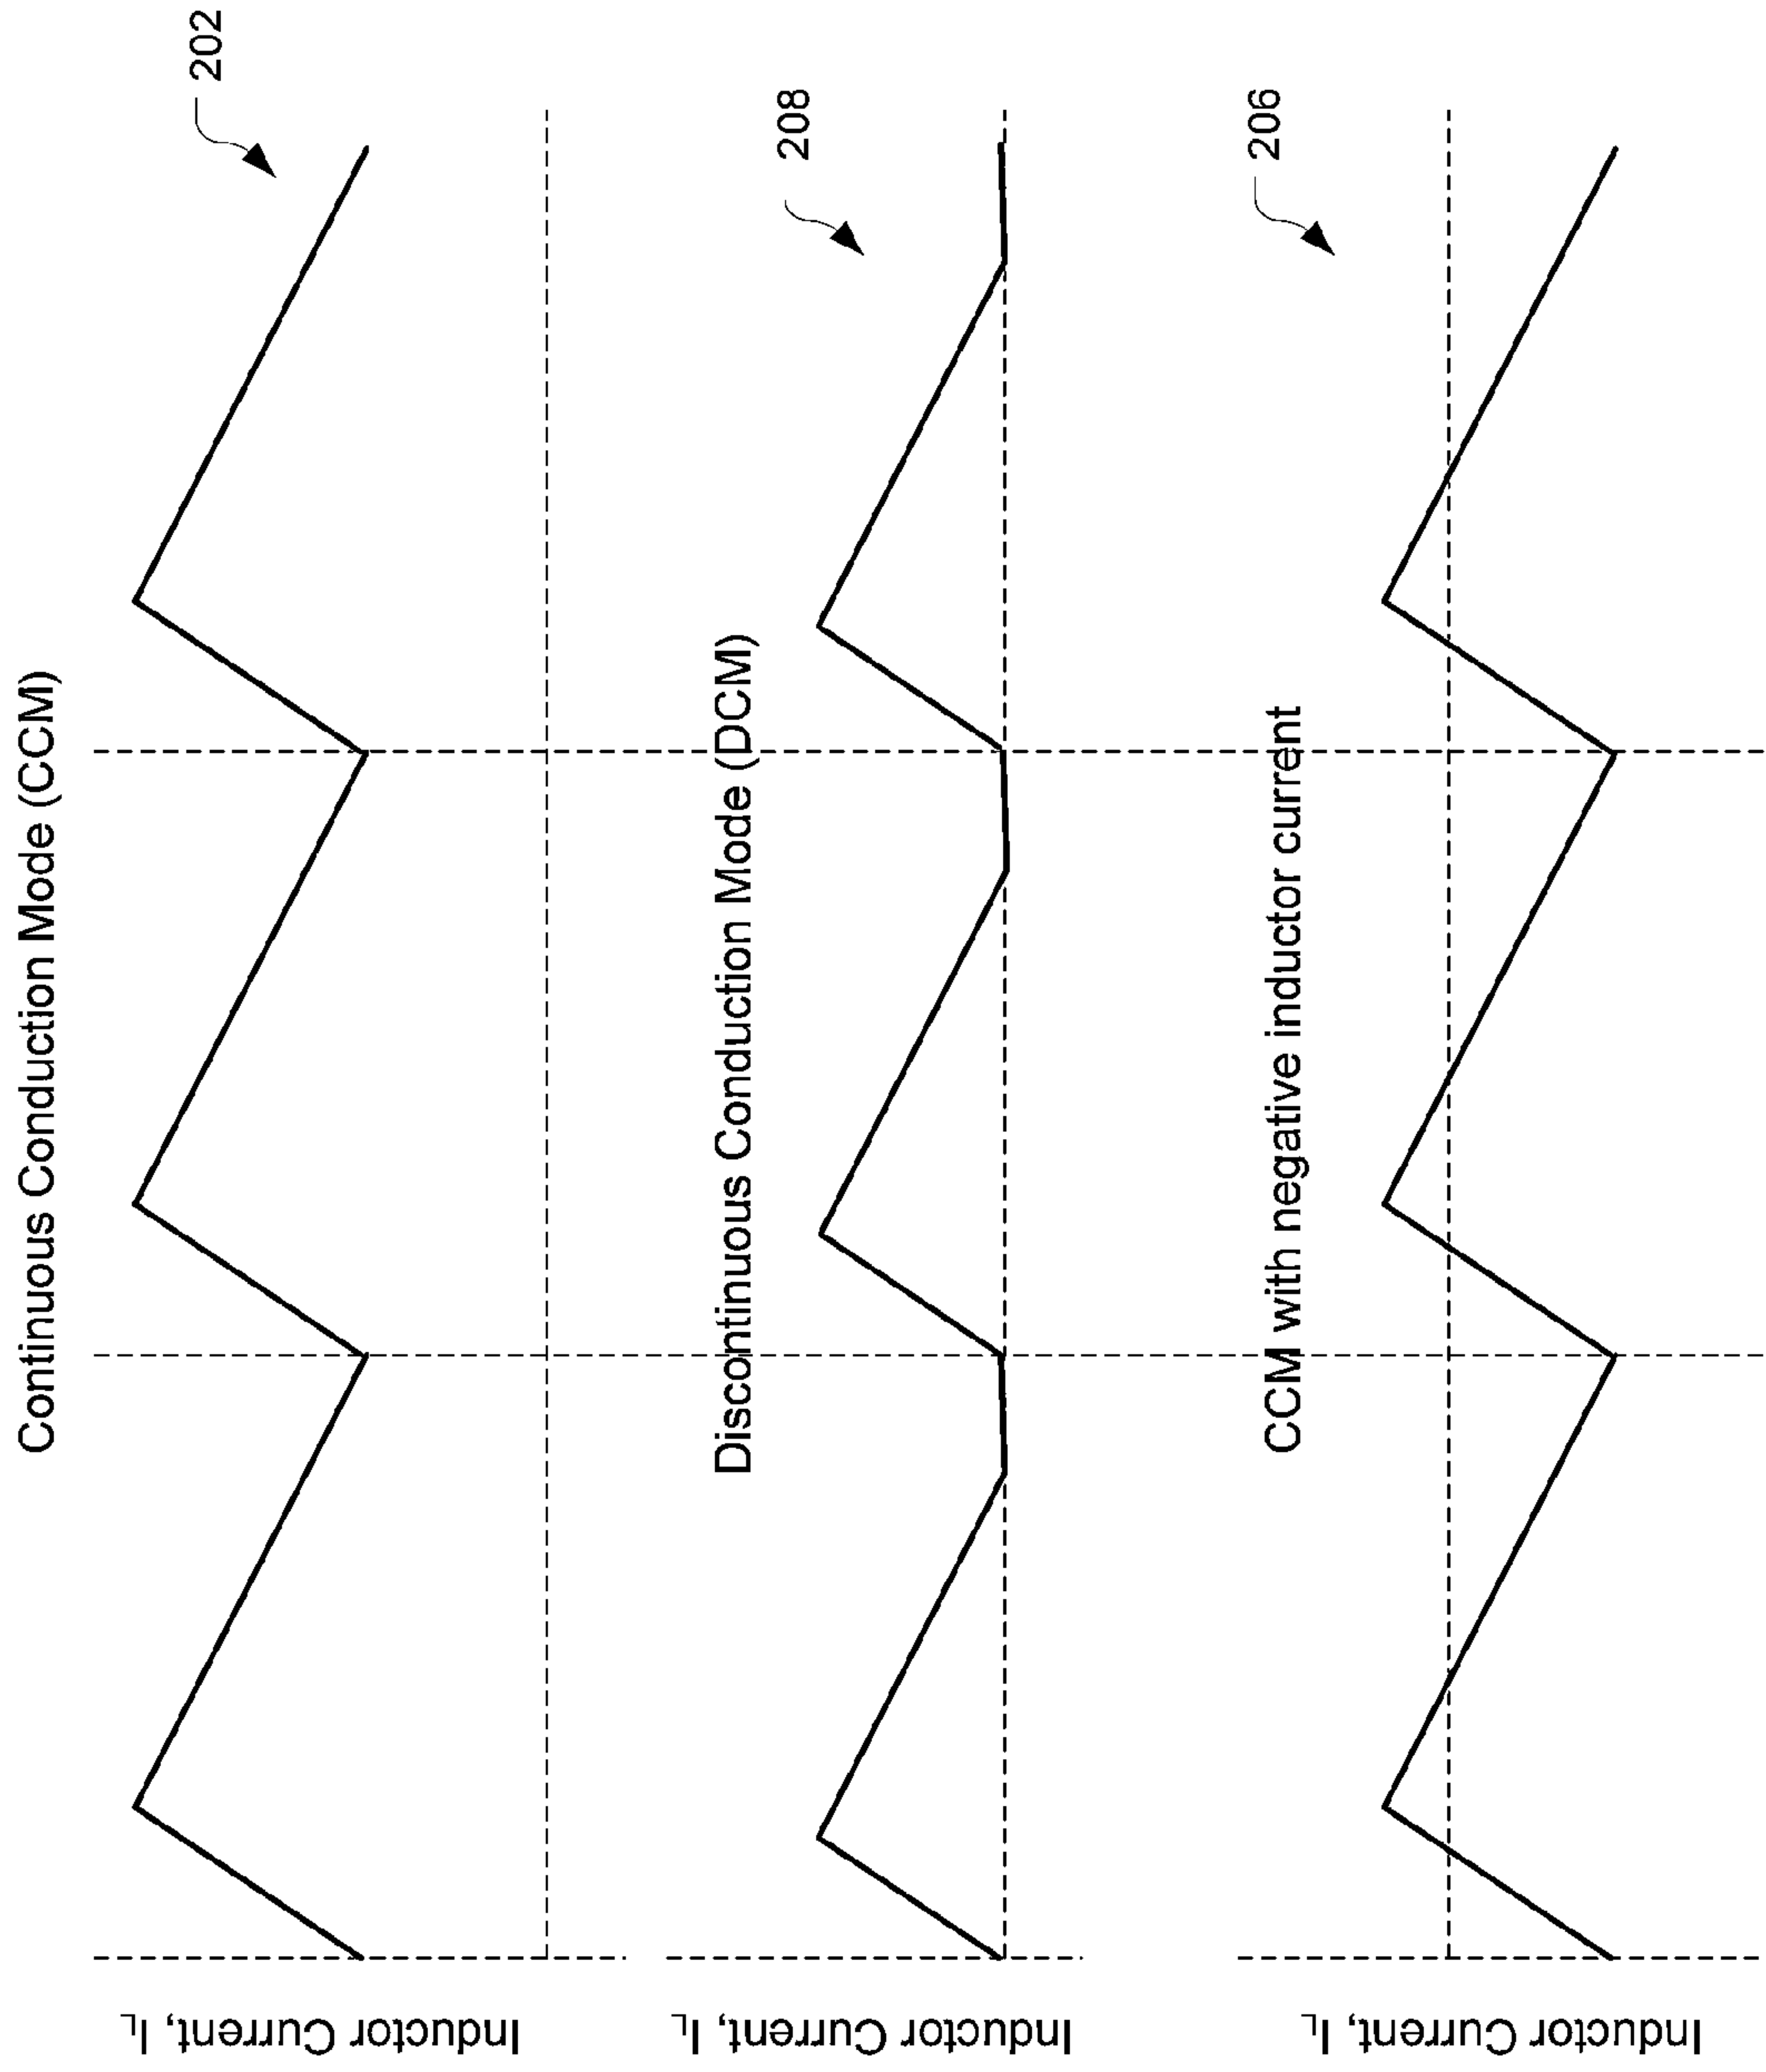 Continuous Conduction Mode (CCM)
202
Inductor Current, IL
Discontinuous Conduction Mode (DCM)
208
Inductor Current, IL
CCM with negative inductor current
206
Inductor Current, IL